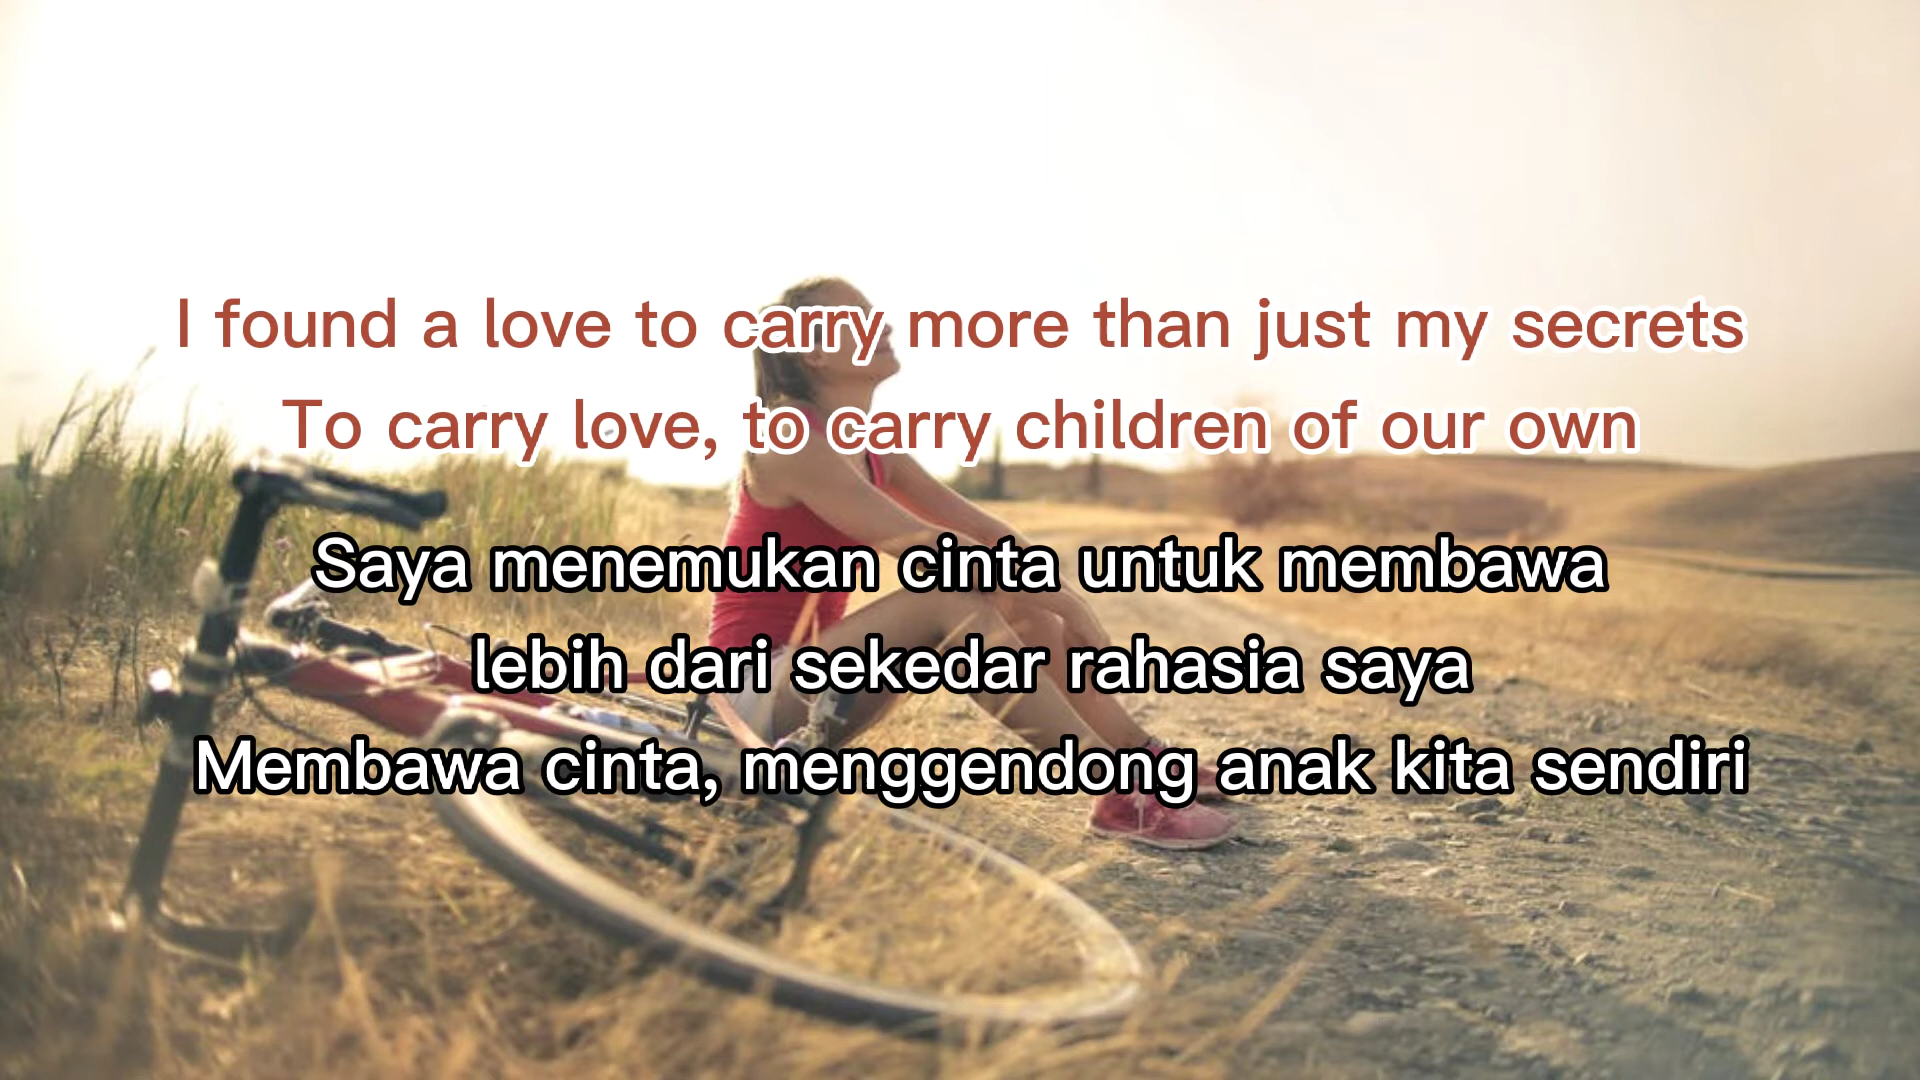 I found a love to carry more than just my secrets
To carry love, to carry children of our own
Saya menemukan cinta untuk membawa
lebih dari sekedar rahasia saya
Membawa cinta, menggendong anak kita sendiri